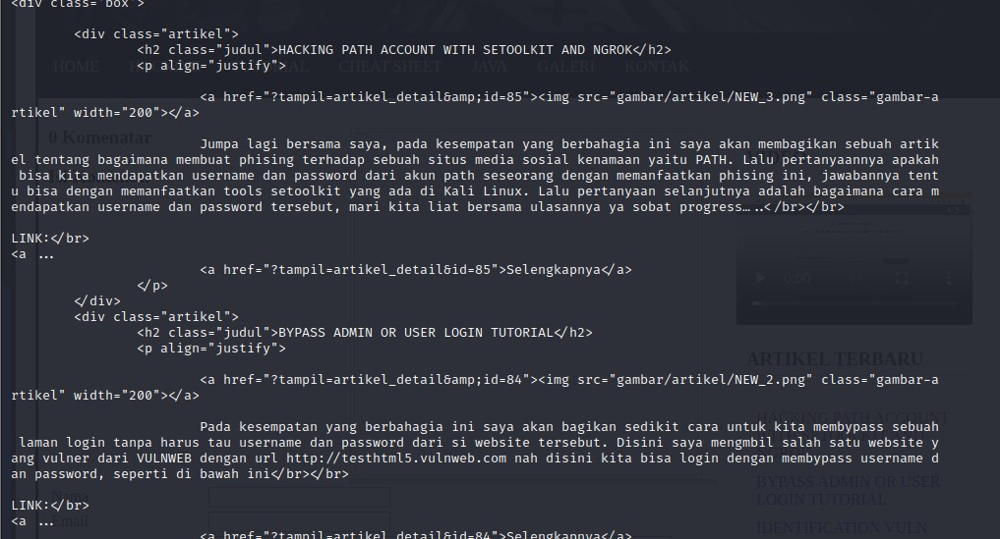 <div class="box">
<div class="artikel">
<h2 class="judul">HACKING PATH ACCOUNT WITH SETOOLKIT AND NGROK</h2>
<p align="justify">
HOME TUTORIAL CHEAT SHEET JAVA GALERI KONTAK
<a href="?tampil=artikel_detail&amp;id=85"><img src="gambar/artikel/NEW_3.png" class="gambar-a
rtikel" width="200"></a>
0 Komenatar
Jumpa lagi bersama saya, pada kesempatan yang berbahagia ini saya akan membagikan sebuah artik
el tentang bagaimana membuat phising terhadap sebuah situs media sosial kenamaan yaitu PATH. Lalu pertanyaannya apakah
bisa kita mendapatkan username dan password dari akun path seseorang dengan memanfaatkan phising ini, jawabannya tent
u bisa dengan memanfaatkan tools setoolkit yang ada di Kali Linux. Lalu pertanyaan selanjutnya adalah bagaimana cara m
endapatkan username dan password tersebut, mari kita liat bersama ulasannya ya sobat progress.....</br></br>
LINK:</br>
<a ...
<a href="?tampil=artikel_detail&id=85">Selengkapnya</a>
0:00
</p>
</div>
<div class="artikel">
<h2 class="judul">BYPASS ADMIN OR USER LOGIN TUTORIAL</h2>
<p align="justify">
ARTIKEL TERBARU
<a href="?tampil=artikel_detail&amp;id=84"><img src="gambar/artikel/NEW_2.png" class="gambar-a
rtikel" width="200"></a>
HACKING PATH ACCOUNT
Pada kesempatan yang berbahagia ini saya akan bagikan sedikit cara untuk kita membypass sebuah
laman login tanpa harus tau username dan password dari si website tersebut. Disini saya mengmbil salah satu website y
ang vulner dari VULNWEB dengan url http://testhtml5.vulnweb.com nah disini kita bisa login dengan membypass username d
an password, seperti di bawah ini</br></br>
BYPASS ADMIN OR USER
LOGIN TUTORIAL
Nama
LINK:</br>
<a ...
Email
IDENTIFICATION VULN
<a href="?tampil=artikel_detail&id=84">Selengkapnya</a>